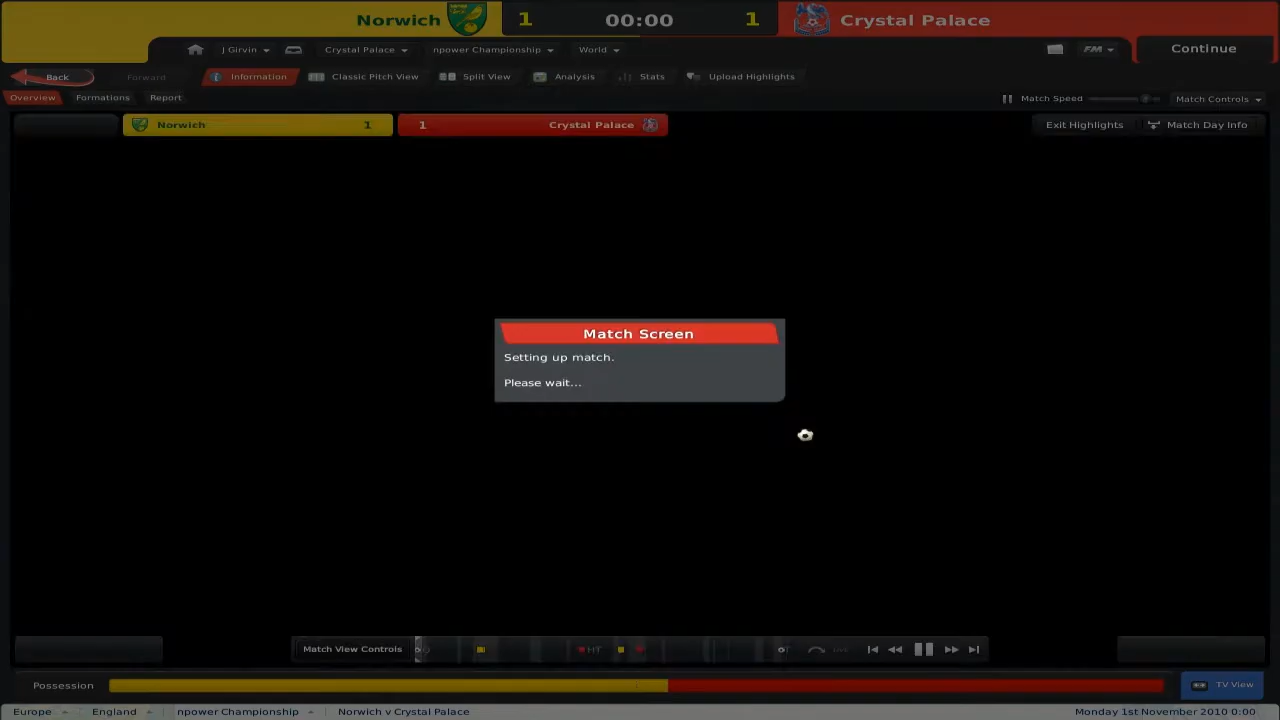 Norwich 1 00:00 1 Crystal Palace
J Girvin Crystal Palace npower Championship World FM Continue
Back Forward Information Classic Pitch View Split View Analysis Stats Upload Highlights
Overview Formations Report Match Speed Match Controls
Norwich 1 1 Crystal Palace Exit Highlights Match Day Info
Match Screen
Setting up match.
Please wait...
Match View Controls HT Live
Possession TV View
Europe England npower Championship Norwich v Crystal Palace Monday 1st November 2010 0:00